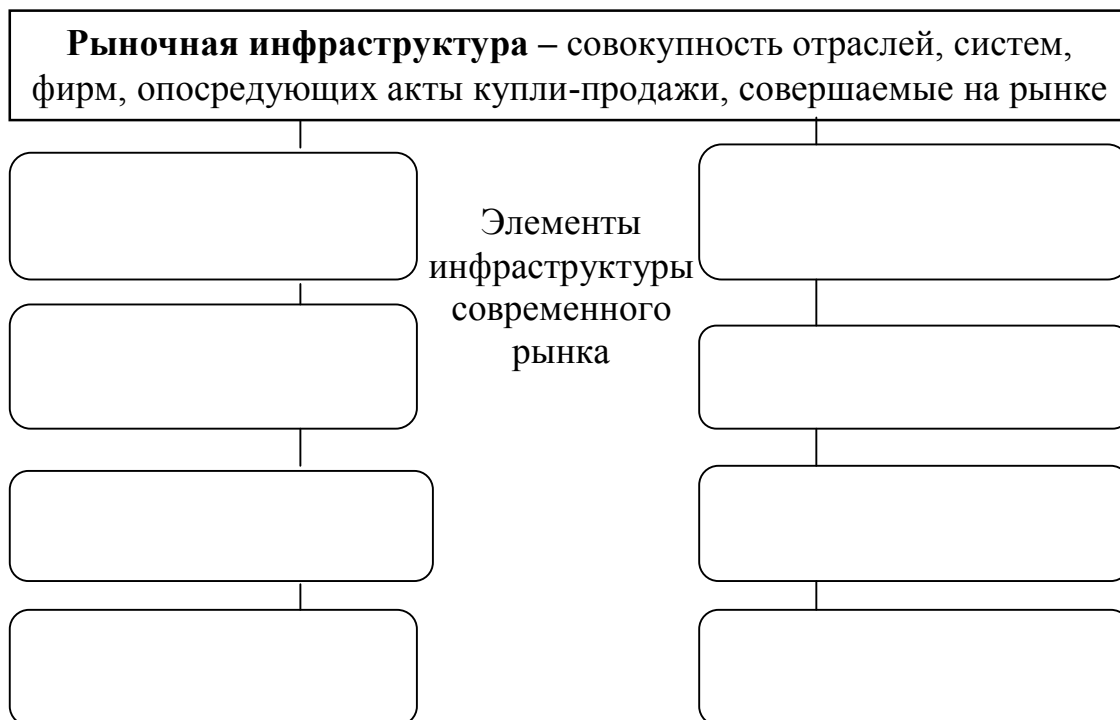 Рыночная инфраструктура – совокупность отраслей, систем,
фирм, опосредующих акты купли-продажи, совершаемые на рынке
Элементы
инфраструктуры
современного
рынка